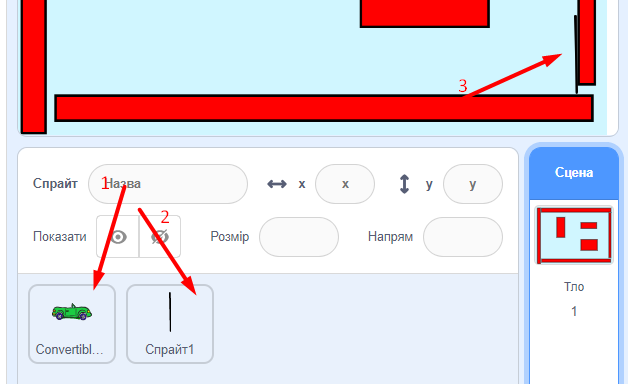 3
Сцена
Спрайт Назва x x y y
1
2
Показати Розмір Напрям
Тло
1
Convertibl... Спрайт1